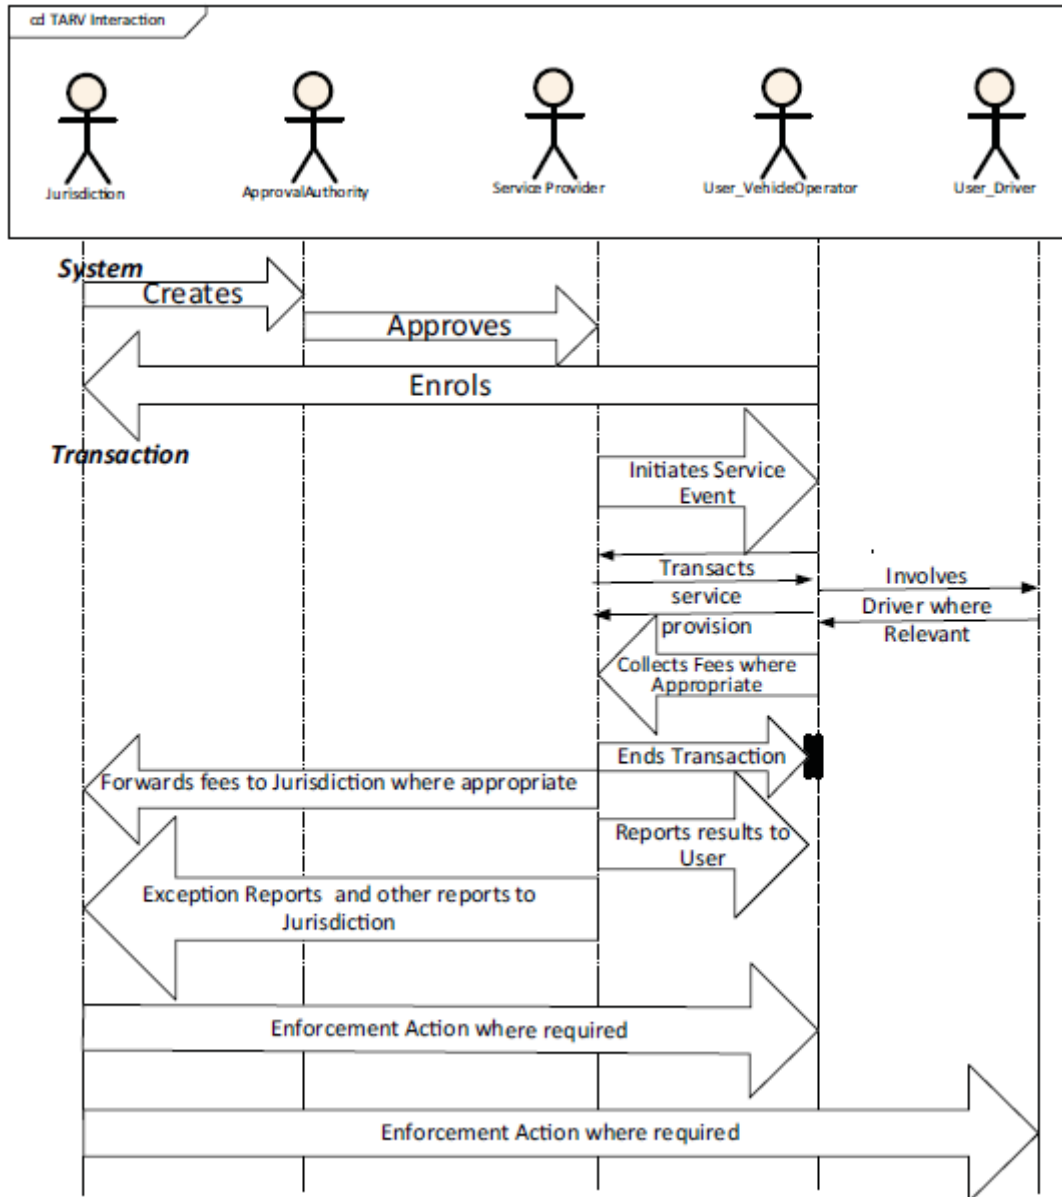 cd TARV Interaction
Jurisdiction
ApprovalAuthority
Service Provider
User_VehicleOperator
User_Driver
System
Creates
Approves
Enrols
Transaction
Initiates Service
Event
Transacts
service
provision
Involves
Driver where
Relevant
Collects Fees where
Appropriate
Ends Transaction
Forwards fees to Jurisdiction where appropriate
Reports results to
User
Exception Reports and other reports to
Jurisdiction
Enforcement Action where required
Enforcement Action where required